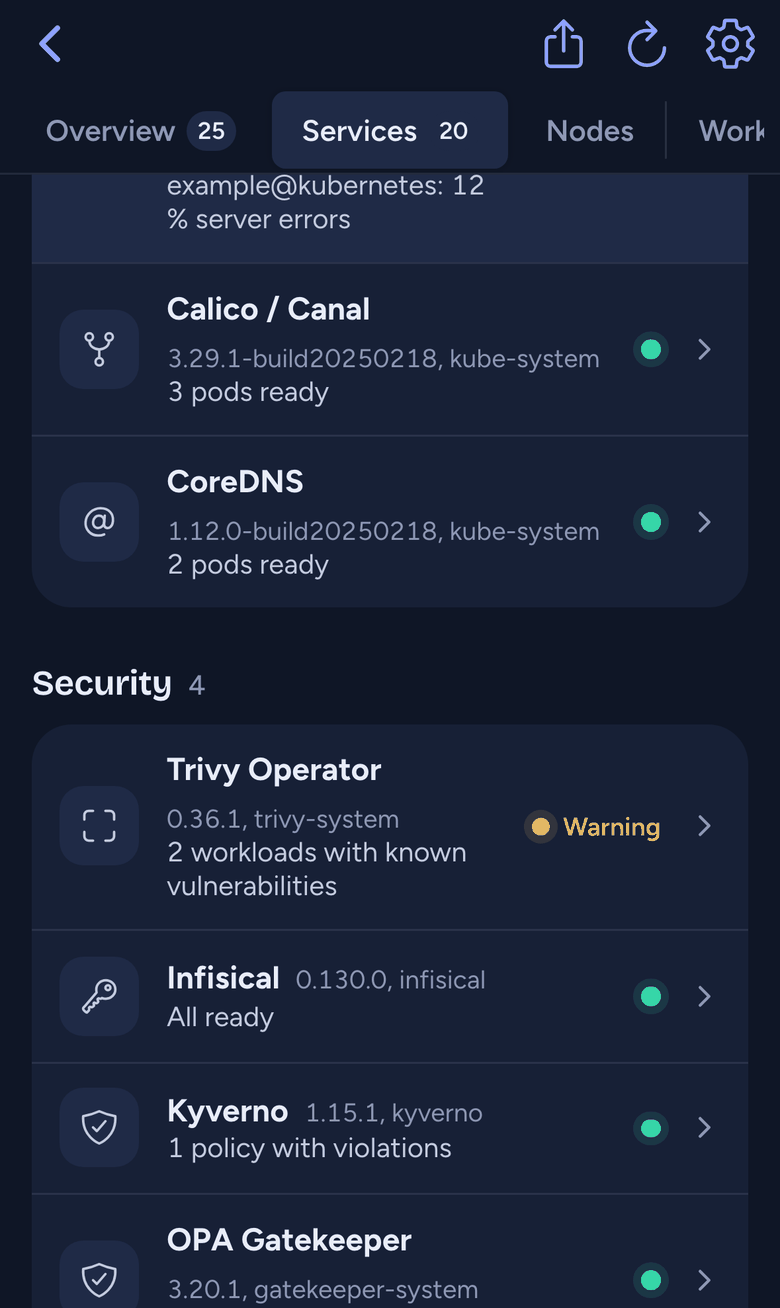 Overview 25 Services 20 Nodes Work
example@kubernetes: 12
% server errors
Calico / Canal
3.29.1-build20250218, kube-system
3 pods ready
CoreDNS
1.12.0-build20250218, kube-system
2 pods ready
Security 4
Trivy Operator
0.36.1, trivy-system
Warning
2 workloads with known
vulnerabilities
Infisical 0.130.0, infisical
All ready
Kyverno 1.15.1, kyverno
1 policy with violations
OPA Gatekeeper
3.20.1, gatekeeper-system